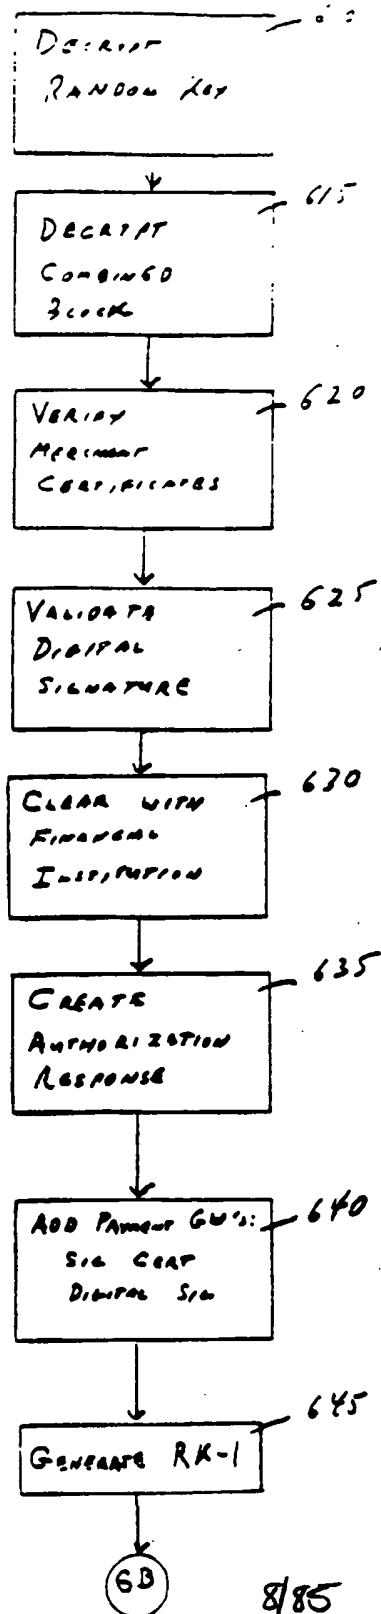 DECRYPT
RANDOM KEY
615
DECRYPT
COMBINED
BLOCK
620
VERIFY
MERCHANT
CERTIFICATES
625
VALIDATE
DIGITAL
SIGNATURE
630
CLEAR WITH
FINANCIAL
INSTITUTION
635
CREATE
AUTHORIZATION
RESPONSE
640
ADD PAYMENT GW'S:
SIG CERT
DIGITAL SIG
645
GENERATE RK-1
6B
8/85